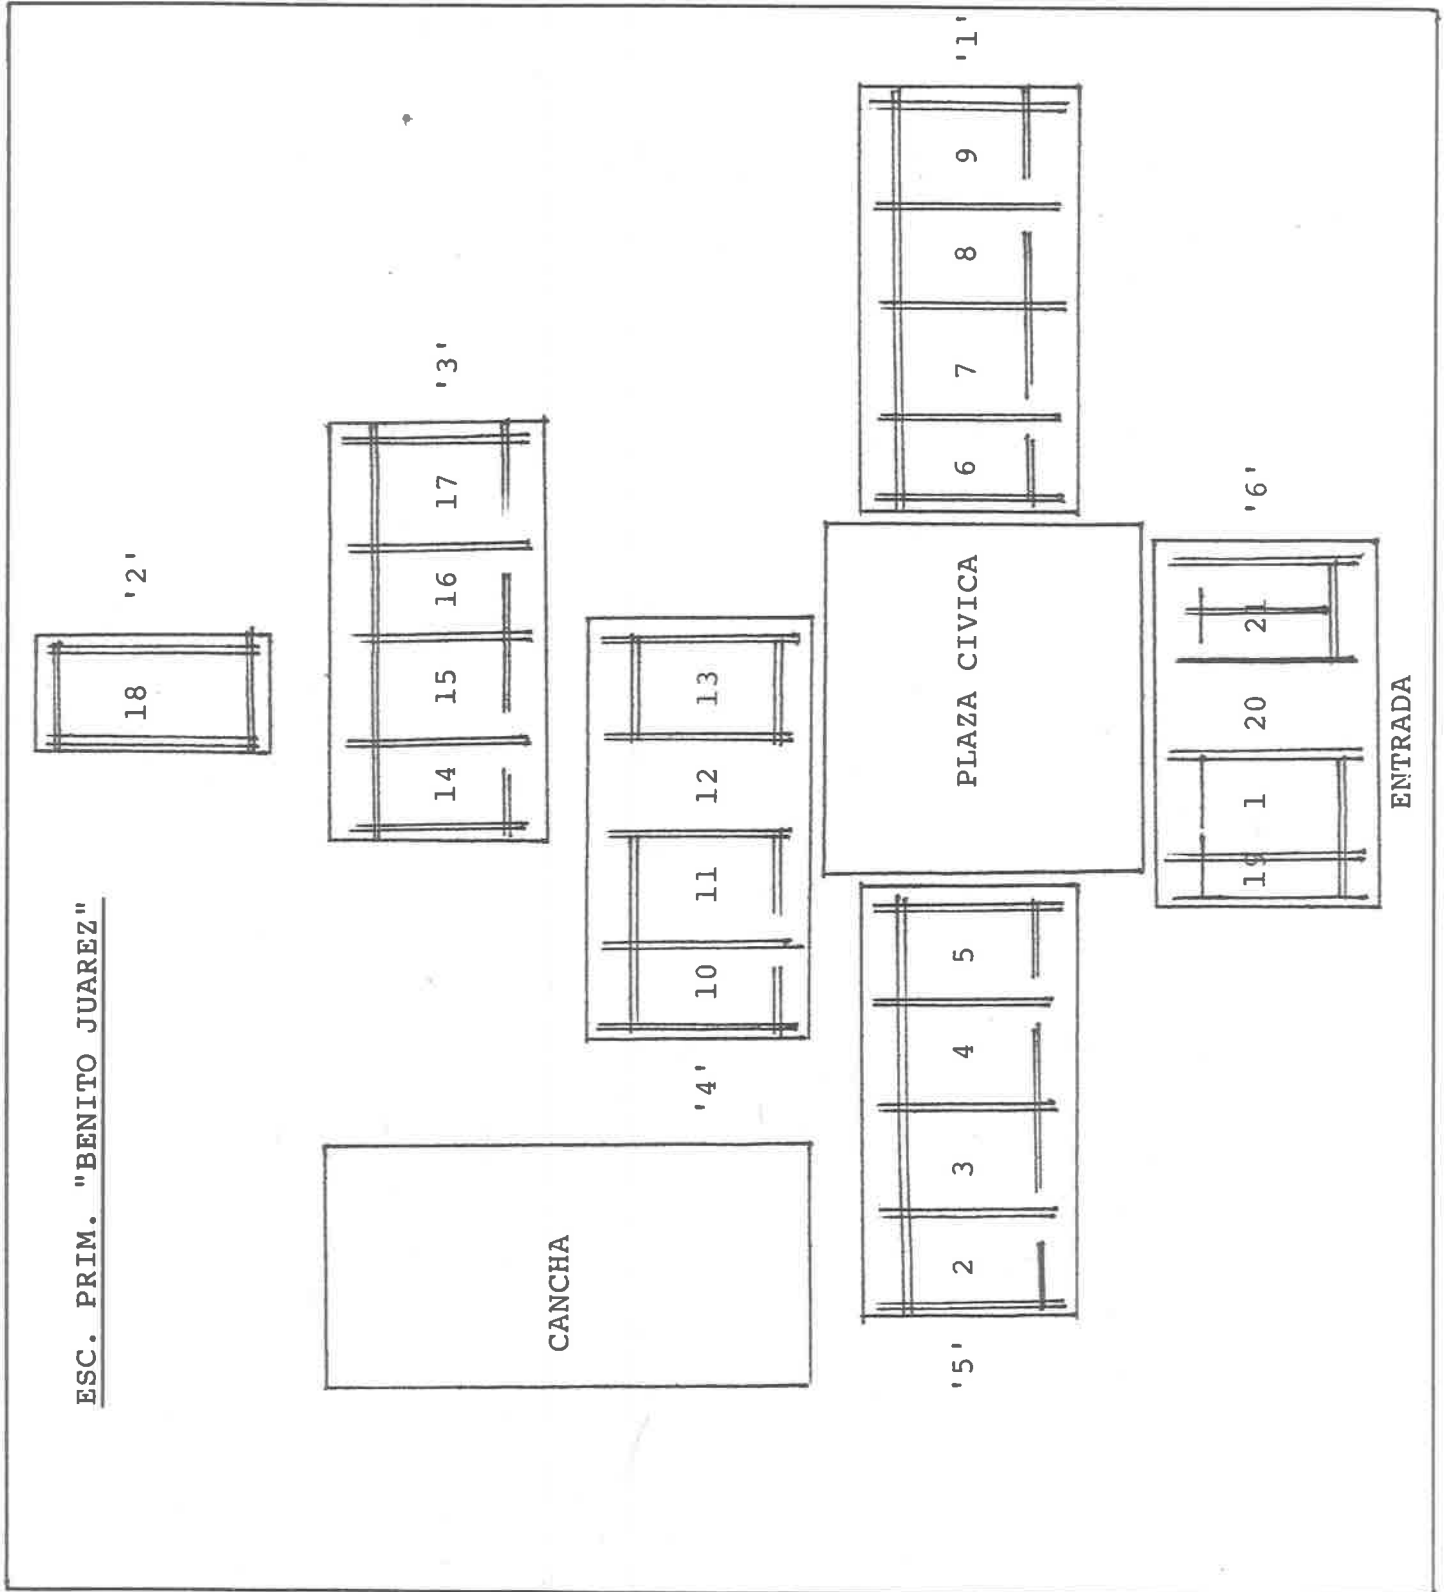 ESC. PRIM. "BENITO JUAREZ"
'2'
18
'3'
14 15 16 17
'4'
10 11 12 13
CANCHA
'5'
2 3 4 5
PLAZA CIVICA
6 7 8 9
'1'
19 1 20 21
'6'
ENTRADA